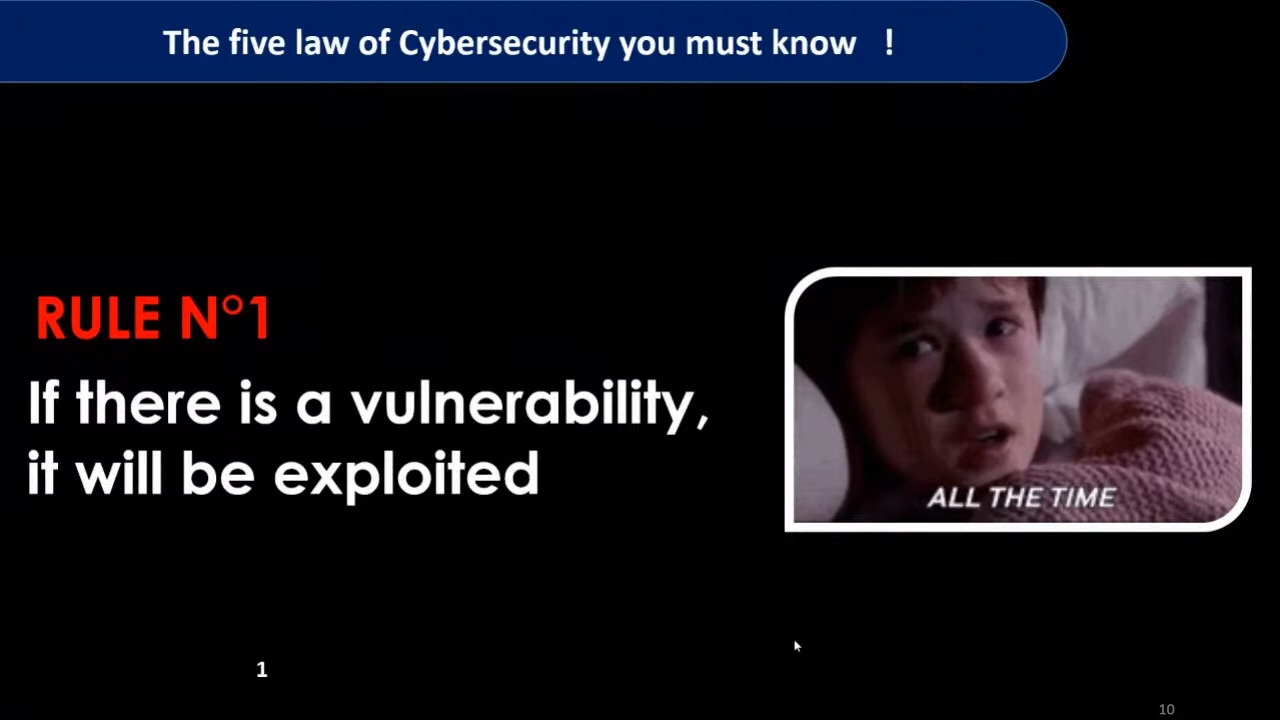 The five law of Cybersecurity you must know !
RULE N°1
If there is a vulnerability,
it will be exploited
ALL THE TIME
1
10